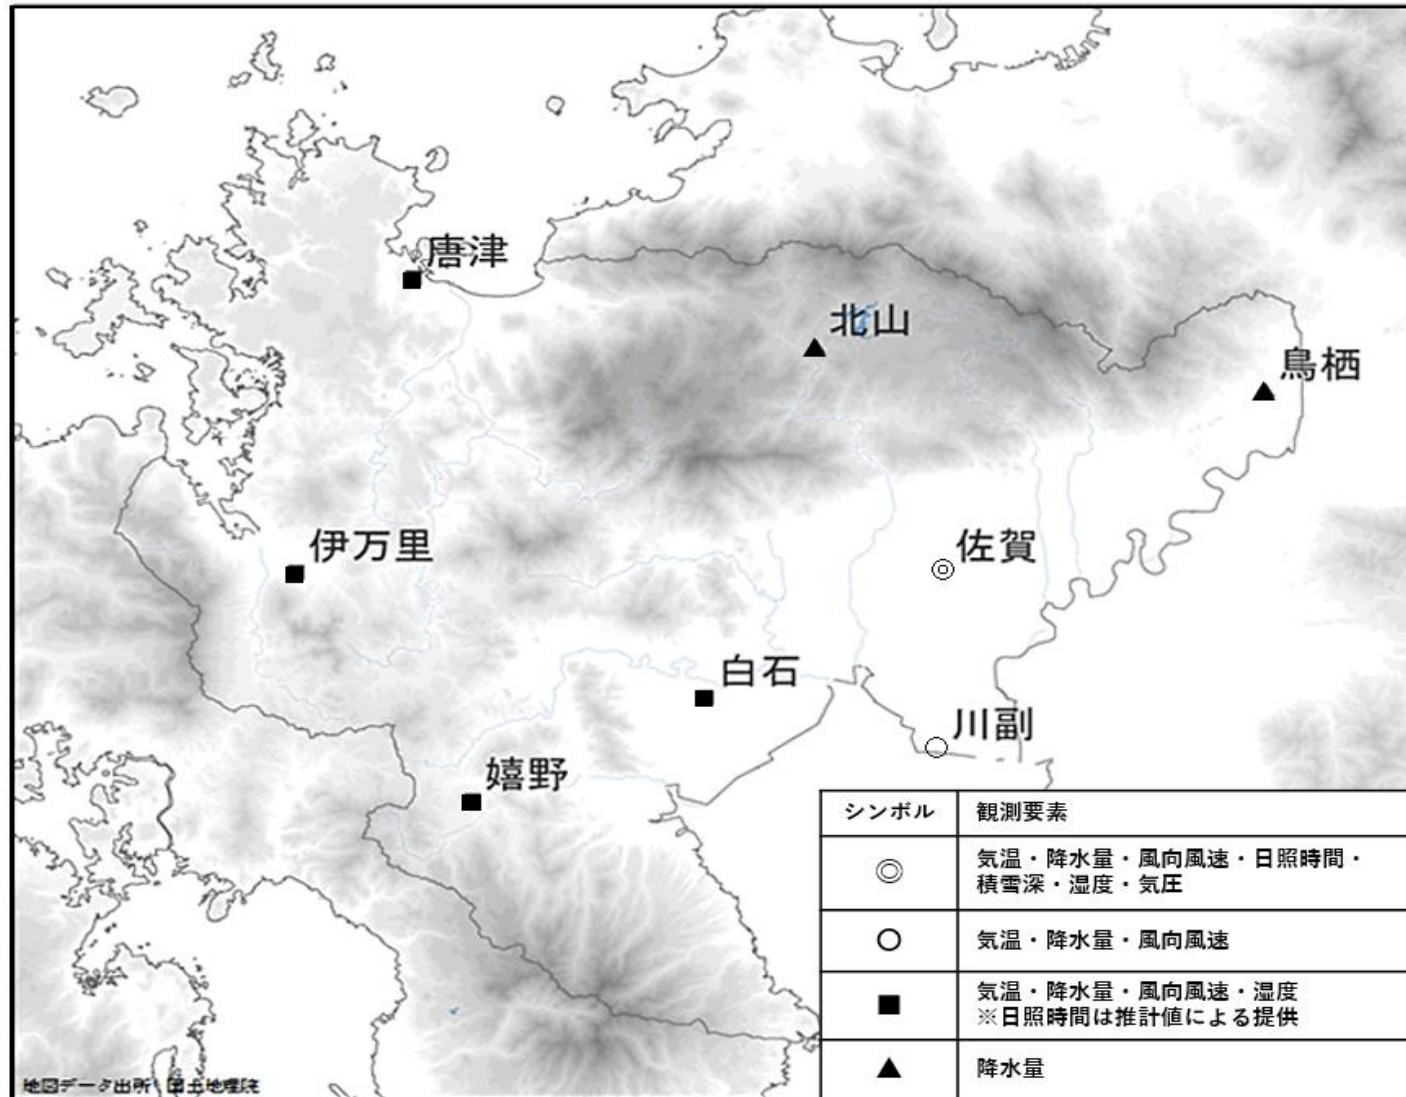 唐津
北山
鳥栖
伊万里
佐賀
白石
川副
嬉野
シンボル 観測要素
◎ 気温・降水量・風向風速・日照時間・
積雪深・湿度・気圧
○ 気温・降水量・風向風速
■ 気温・降水量・風向風速・湿度
※日照時間は推計値による提供
▲ 降水量
地図データ出所：国土地理院